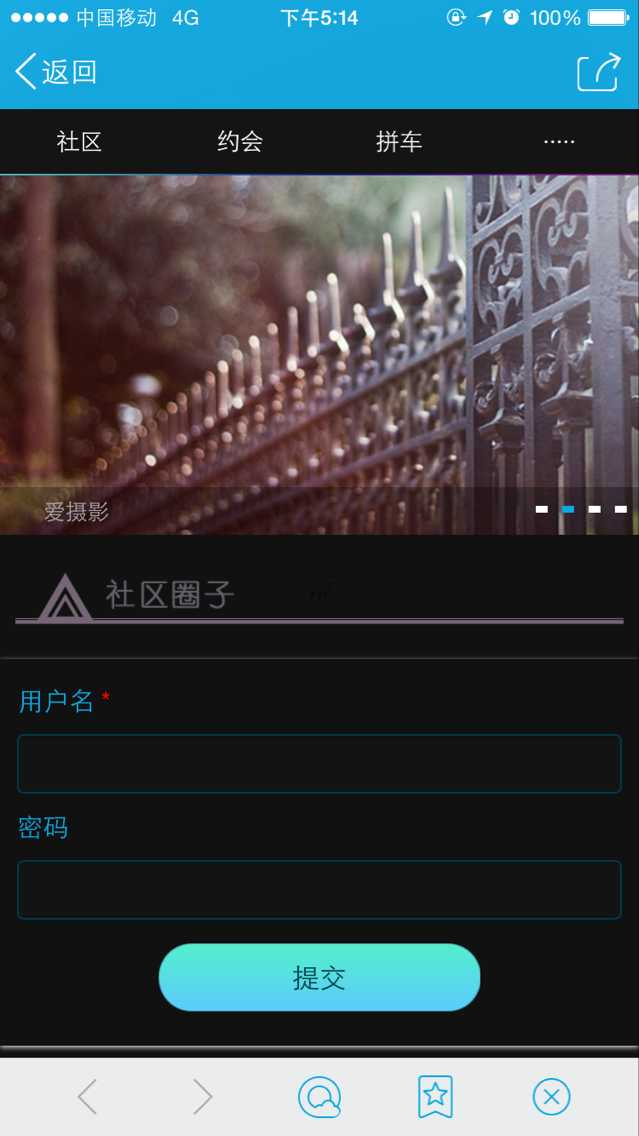 中国移动 4G 下午5:14 100%
返回
社区 约会 拼车 .....
爱摄影
社区圈子
用户名 *
密码
提交